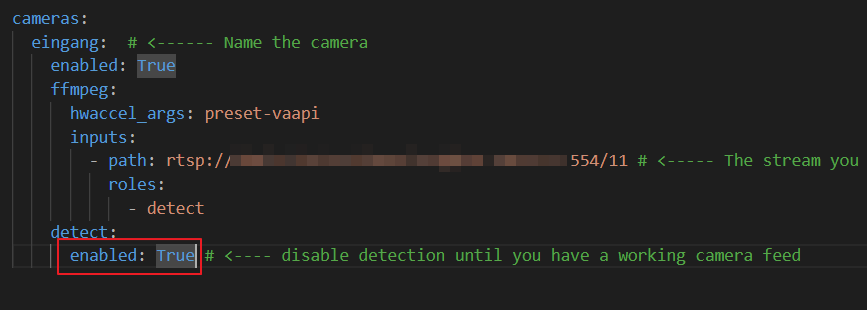 cameras:
eingang: # <------ Name the camera
enabled: True
ffmpeg:
hwaccel_args: preset-vaapi
inputs:
- path: rtsp:// 554/11 # <----- The stream you
roles:
- detect
detect:
enabled: True # <---- disable detection until you have a working camera feed